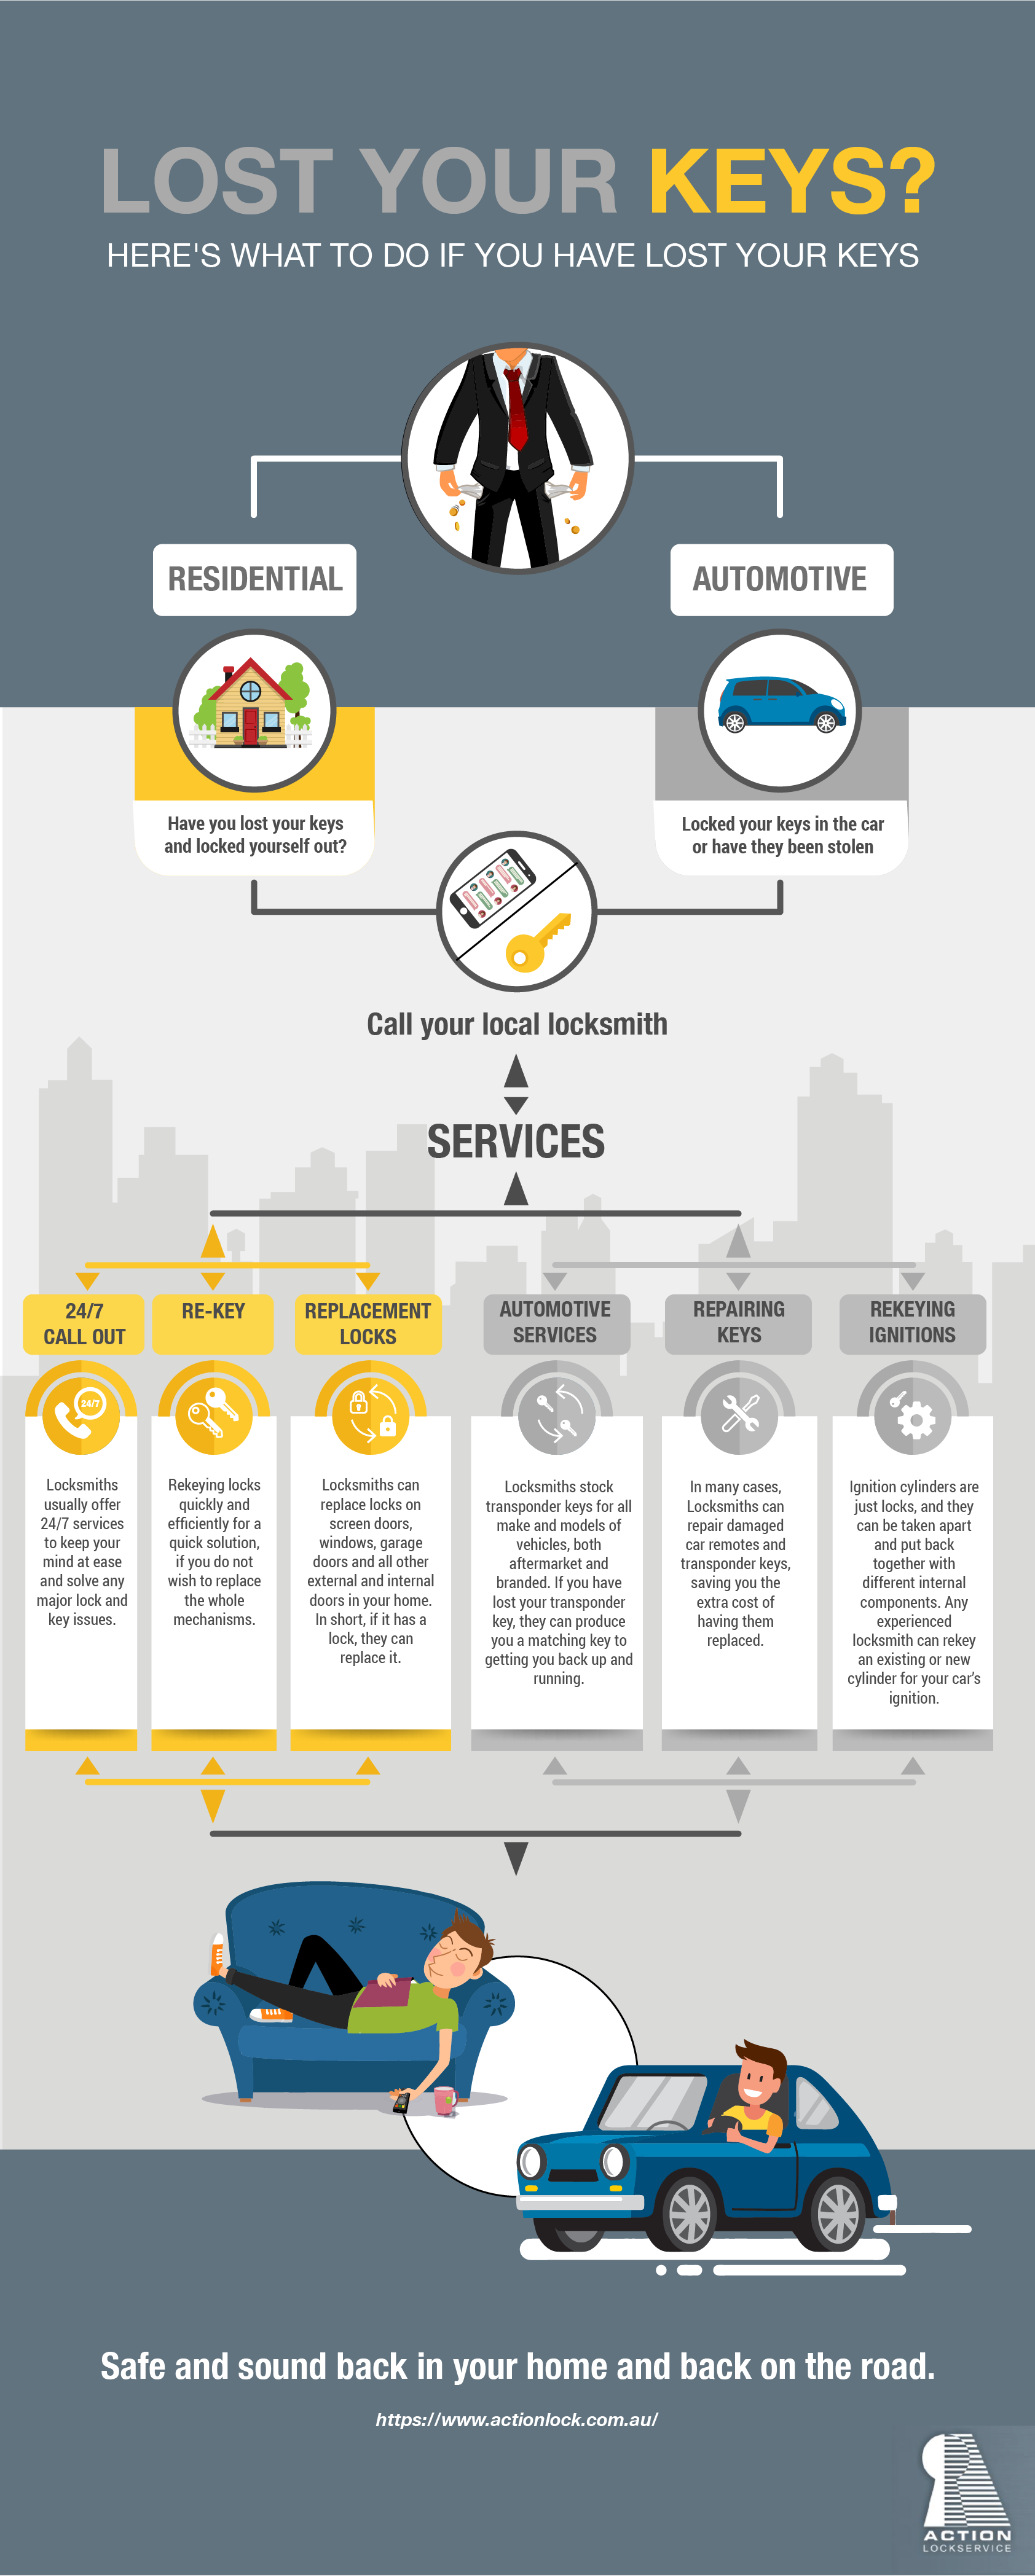 LOST YOUR KEYS?
HERE'S WHAT TO DO IF YOU HAVE LOST YOUR KEYS
RESIDENTIAL
AUTOMOTIVE
Have you lost your keys
and locked yourself out?
Locked your keys in the car
or have they been stolen
Call your local locksmith
SERVICES
24/7
CALL OUT
24/7
Locksmiths
usually offer
24/7 services
to keep your
mind at ease
and solve any
major lock and
key issues.
RE-KEY
Rekeying locks
quickly and
efficiently for a
quick solution,
if you do not
wish to replace
the whole
mechanisms.
REPLACEMENT
LOCKS
Locksmiths can
replace locks on
screen doors,
windows, garage
doors and all other
external and internal
doors in your home.
In short, if it has a
lock, they can
replace it.
AUTOMOTIVE
SERVICES
Locksmiths stock
transponder keys for all
make and models of
vehicles, both
aftermarket and
branded. If you have
lost your transponder
key, they can produce
you a matching key to
getting you back up and
running.
REPAIRING
KEYS
In many cases,
Locksmiths can
repair damaged
car remotes and
transponder keys,
saving you the
extra cost of
having them
replaced.
REKEYING
IGNITIONS
Ignition cylinders are
just locks, and they
can be taken apart
and put back
together with
different internal
components. Any
experienced
locksmith can rekey
an existing or new
cylinder for your car's
ignition.
Safe and sound back in your home and back on the road.
https://www.actionlock.com.au/
ACTION
LOCKSERVICE